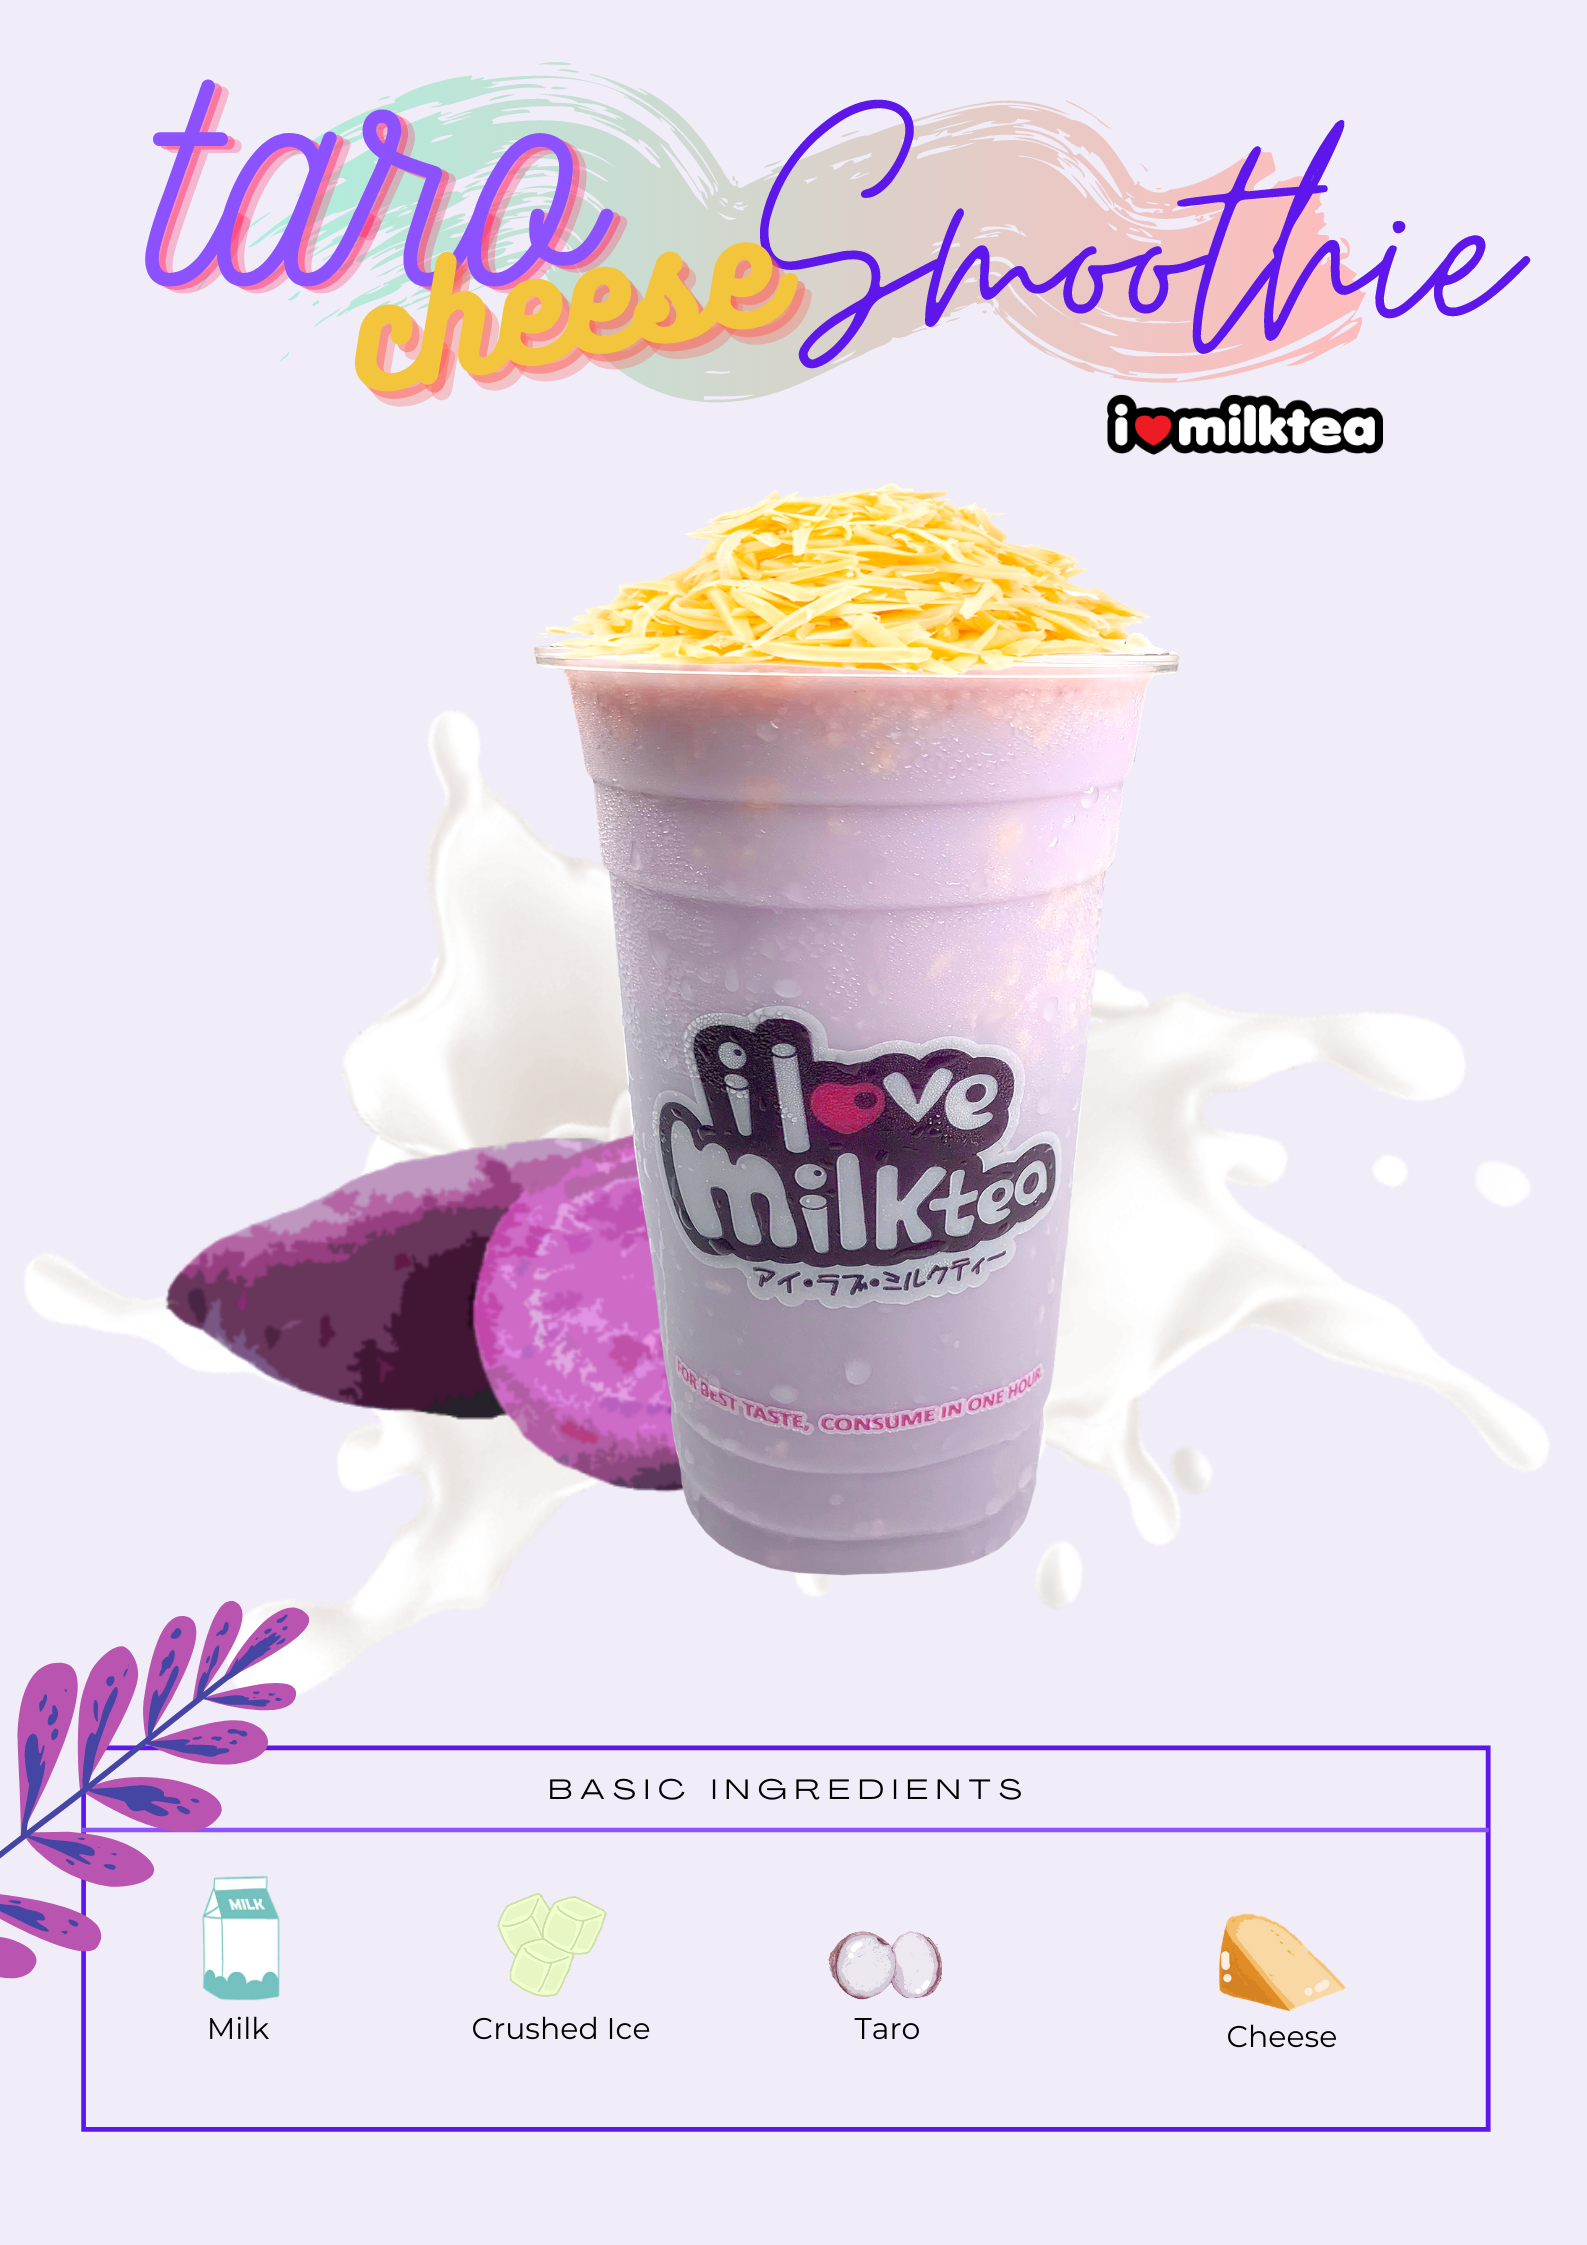 taro
cheese
Smoothie
i milktea
i love
milktea
アイ・ラブ・ミルクティー
FOR BEST TASTE, CONSUME IN ONE HOUR
BASIC INGREDIENTS
MILK
Milk
Crushed Ice
Taro
Cheese